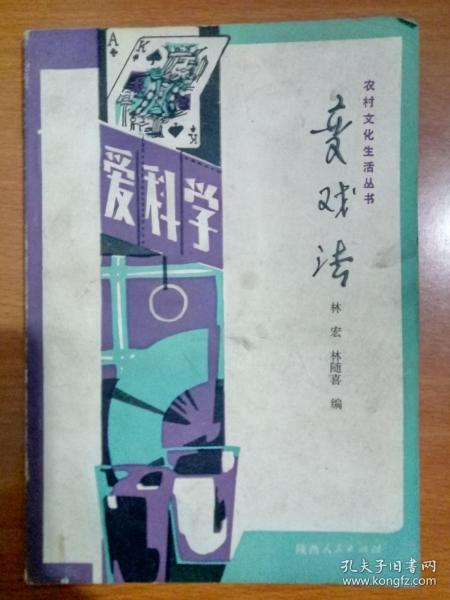 农村文化生活丛书
变戏法
林宏 林随喜 编
A
K
K
爱科学
陕西人民出版社
孔夫子旧书网
www.kongfz.com